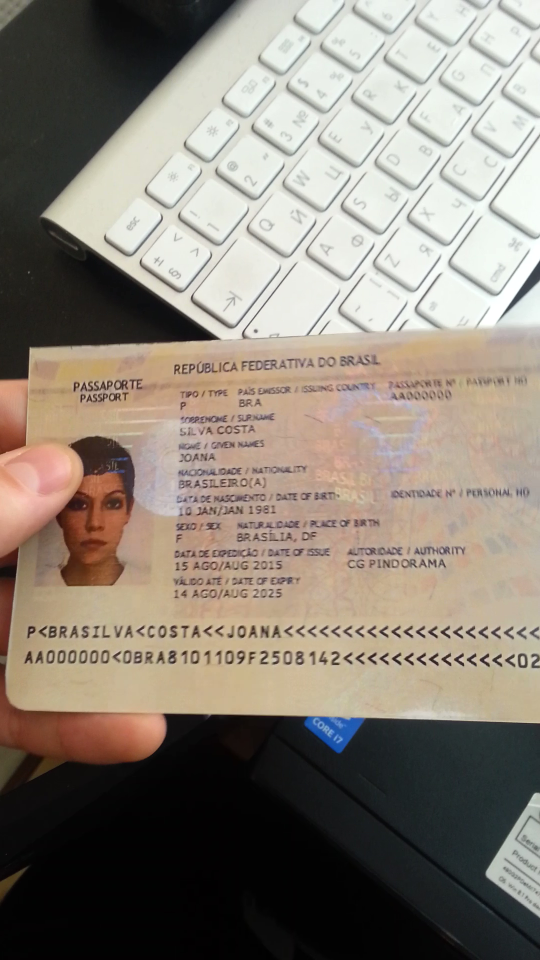 esc
Q Й
W Ц
E У
R К
T Е
A Ф
S Ы
D В
Z Я
X Ч
C С
V М
cmd
REPÚBLICA FEDERATIVA DO BRASIL
PASSAPORTE
PASSPORT
TIPO / TYPE PAÍS EMISSOR / ISSUING COUNTRY PASSAPORTE Nº / PASSPORT NO
P BRA AA000000
SOBRENOME / SURNAME
SILVA COSTA
NOME / GIVEN NAMES
JOANA
NACIONALIDADE / NATIONALITY
BRASILEIRO(A)
DATA DE NASCIMENTO / DATE OF BIRTH IDENTIDADE Nº / PERSONAL NO
10 JAN/JAN 1981
SEXO / SEX NATURALIDADE / PLACE OF BIRTH
F BRASÍLIA, DF
DATA DE EXPEDIÇÃO / DATE OF ISSUE AUTORIDADE / AUTHORITY
15 AGO/AUG 2015 CG PINDORAMA
VÁLIDO ATÉ / DATE OF EXPIRY
14 AGO/AUG 2025
BRASIL
P<BRASILVA<COSTA<<JOANA<<<<<<<<<<<<<<<<<<<<<
AA000000<0BRA8101109F2508142<<<<<<<<<<<<<<02
CORE i7